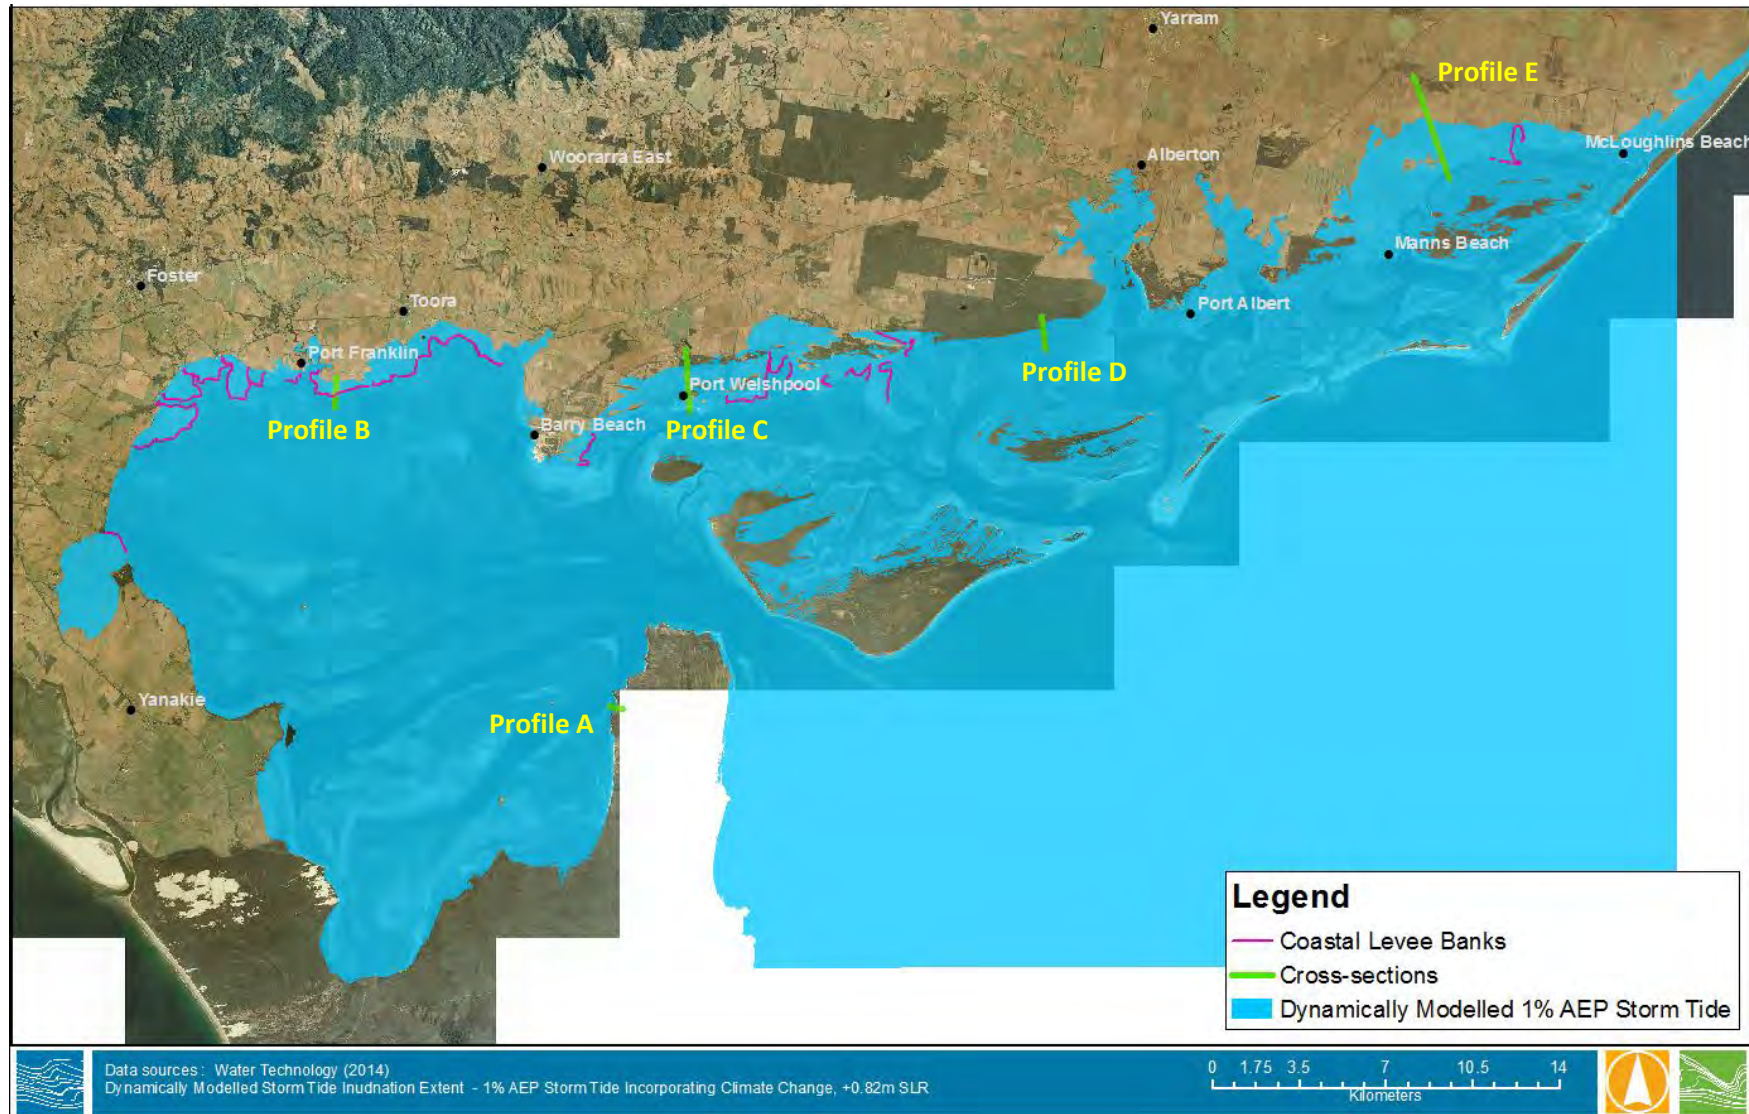 Yarram
Profile E
Woorarra East
Alberton
McLoughlins Beach
Manns Beach
Foster
Toora
Port Albert
Port Franklin
Profile D
Port Welshpool
Profile B
Profile C
Barry Beach
Yanakie
Profile A
Legend
Coastal Levee Banks
Cross-sections
Dynamically Modelled 1% AEP Storm Tide
Data sources : Water Technology (2014)
Dynamically Modelled Storm Tide Inudnation Extent - 1% AEP Storm Tide Incorporating Climate Change, +0.82m SLR
0 1.75 3.5 7 10.5 14
Kilometers